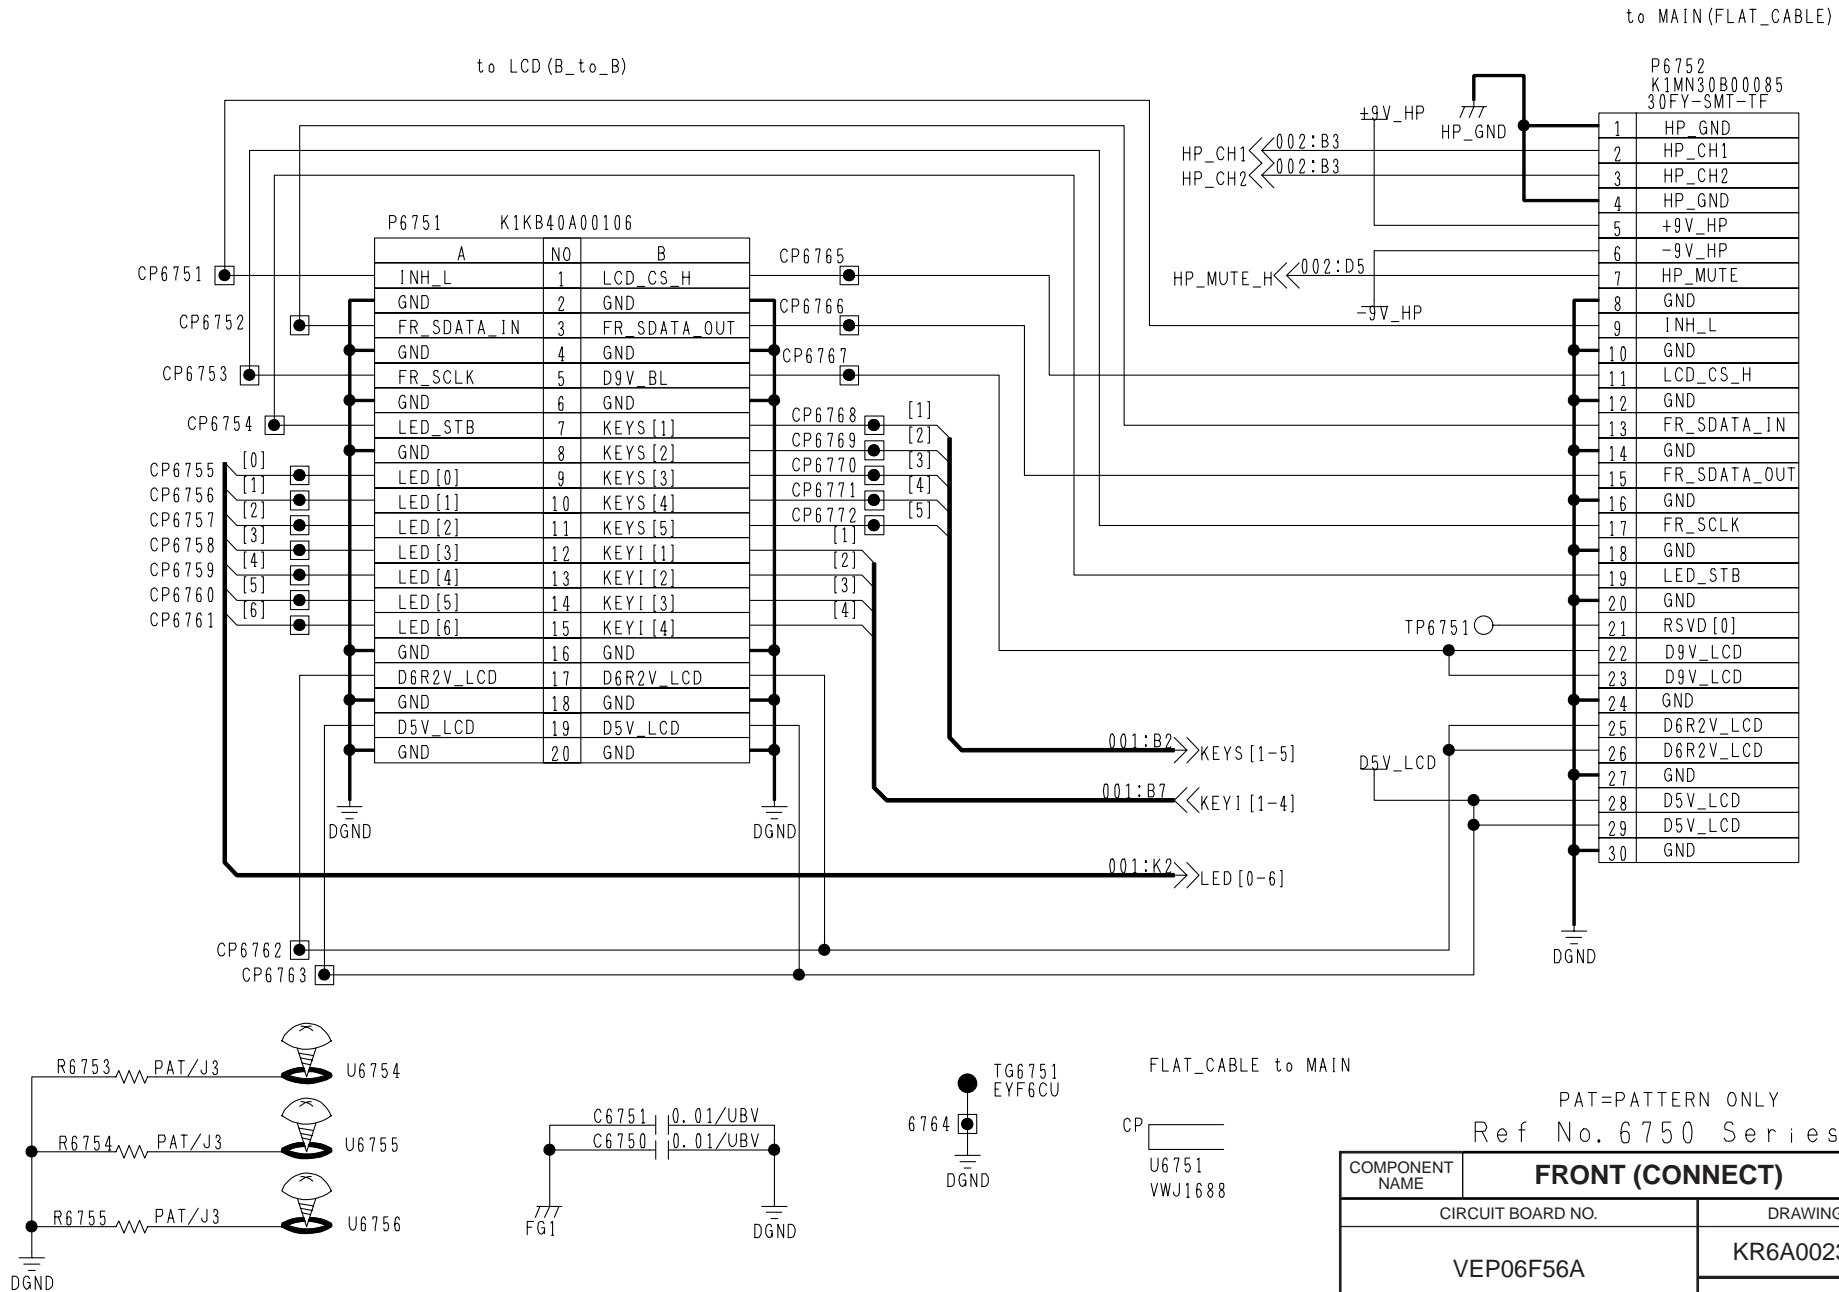 to MAIN(FLAT_CABLE)
to LCD(B_to_B)
P6752
K1MN30B00085
30FY-SMT-TF
1 HP_GND
2 HP_CH1
3 HP_CH2
4 HP_GND
5 +9V_HP
6 -9V_HP
7 HP_MUTE
8 GND
9 INH_L
10 GND
11 LCD_CS_H
12 GND
13 FR_SDATA_IN
14 GND
15 FR_SDATA_OUT
16 GND
17 FR_SCLK
18 GND
19 LED_STB
20 GND
21 RSVD[0]
22 D9V_LCD
23 D9V_LCD
24 GND
25 D6R2V_LCD
26 D6R2V_LCD
27 GND
28 D5V_LCD
29 D5V_LCD
30 GND
+9V_HP
HP_GND
HP_CH1 002:B3
HP_CH2 002:B3
HP_MUTE_H 002:D5
-9V_HP
TP6751
D5V_LCD
DGND
P6751 K1KB40A00106
A NO B
INH_L 1 LCD_CS_H
GND 2 GND
FR_SDATA_IN 3 FR_SDATA_OUT
GND 4 GND
FR_SCLK 5 D9V_BL
GND 6 GND
LED_STB 7 KEYS[1]
GND 8 KEYS[2]
LED[0] 9 KEYS[3]
LED[1] 10 KEYS[4]
LED[2] 11 KEYS[5]
LED[3] 12 KEYI[1]
LED[4] 13 KEYI[2]
LED[5] 14 KEYI[3]
LED[6] 15 KEYI[4]
GND 16 GND
D6R2V_LCD 17 D6R2V_LCD
GND 18 GND
D5V_LCD 19 D5V_LCD
GND 20 GND
CP6751
CP6752
CP6753
CP6754
CP6755 [0]
CP6756 [1]
CP6757 [2]
CP6758 [3]
CP6759 [4]
CP6760 [5]
CP6761 [6]
CP6765
CP6766
CP6767
CP6768 [1]
CP6769 [2]
CP6770 [3]
CP6771 [4]
CP6772 [5]
[1]
[2]
[3]
[4]
DGND
DGND
001:B2 KEYS[1-5]
001:B7 KEYI[1-4]
001:K2 LED[0-6]
CP6762
CP6763
R6753 PAT/J3 U6754
R6754 PAT/J3 U6755
R6755 PAT/J3 U6756
DGND
C6751 0.01/UBV
C6750 0.01/UBV
FG1
DGND
TG6751
EYF6CU
6764
DGND
FLAT_CABLE to MAIN
CP
U6751
VWJ1688
PAT=PATTERN ONLY
Ref No.6750 Series
COMPONENT NAME
FRONT (CONNECT)
CIRCUIT BOARD NO.
DRAWING
VEP06F56A